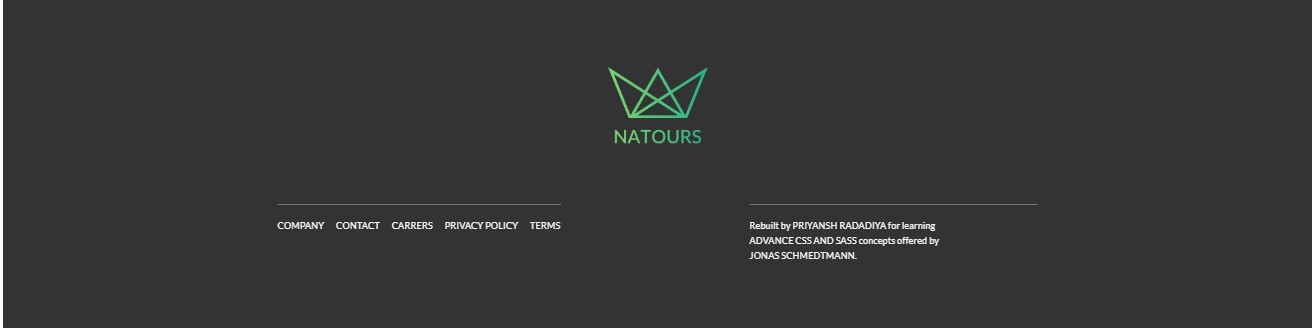 NATOURS
COMPANY CONTACT CARRERS PRIVACY POLICY TERMS
Rebuilt by PRIYANSH RADADIYA for learning
ADVANCE CSS AND SASS concepts offered by
JONAS SCHMEDTMANN.